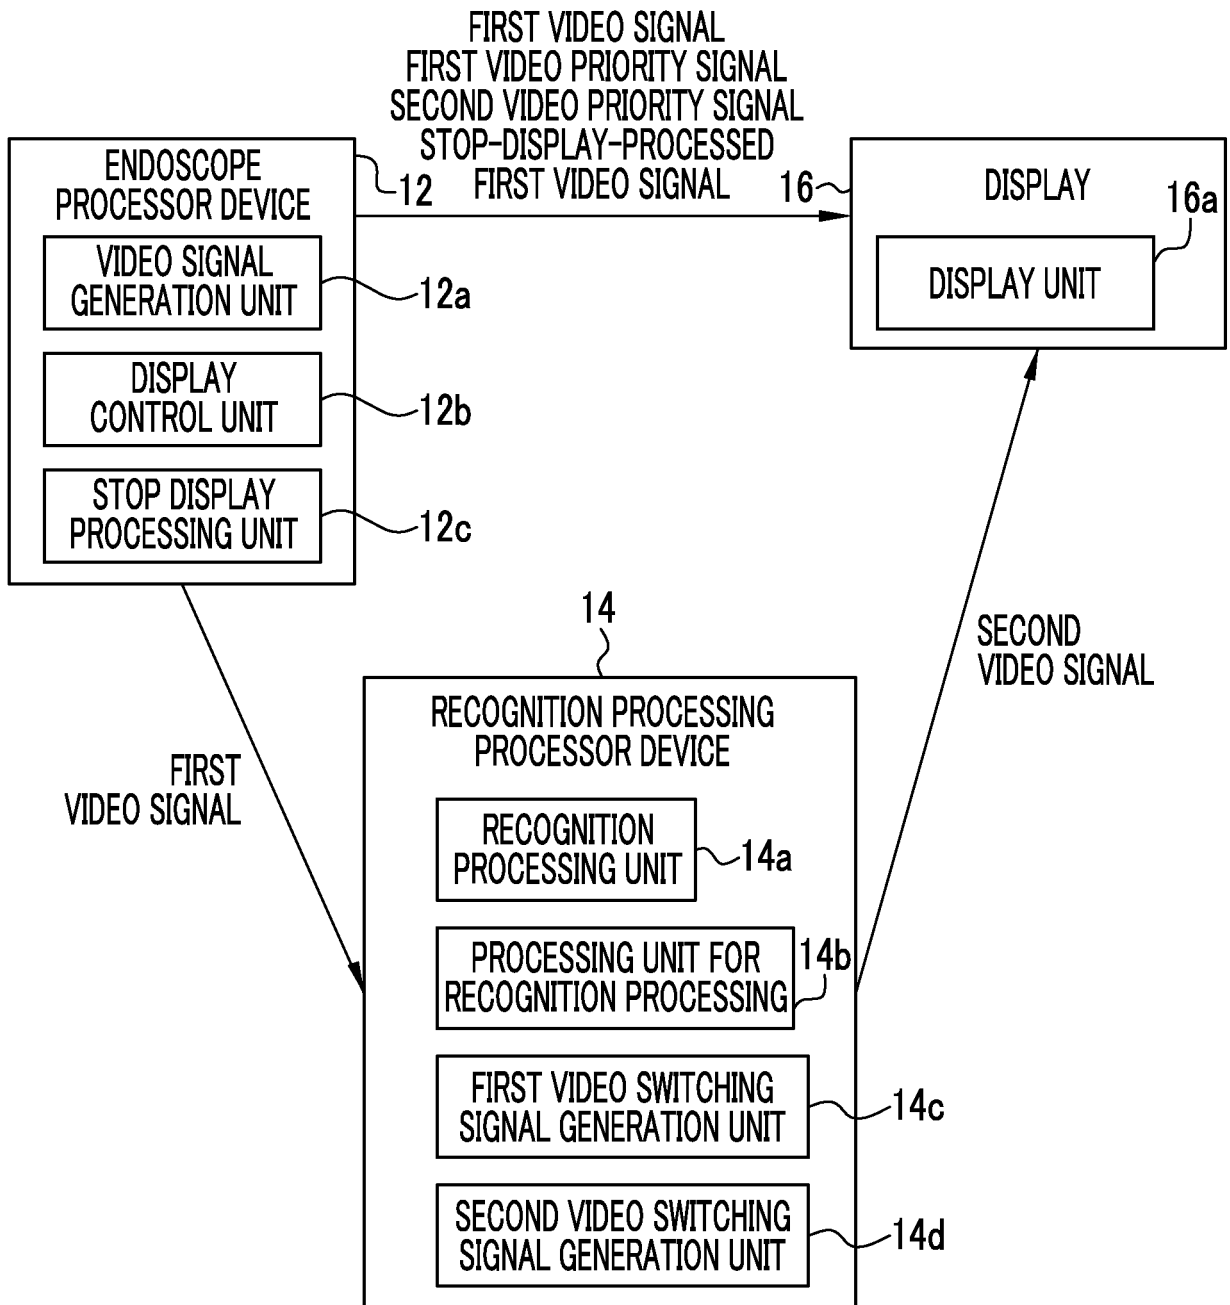 FIRST VIDEO SIGNAL
FIRST VIDEO PRIORITY SIGNAL
SECOND VIDEO PRIORITY SIGNAL
STOP-DISPLAY-PROCESSED
FIRST VIDEO SIGNAL
ENDOSCOPE
PROCESSOR DEVICE
12
VIDEO SIGNAL
GENERATION UNIT
12a
DISPLAY
CONTROL UNIT
12b
STOP DISPLAY
PROCESSING UNIT
12c
16
DISPLAY
16a
DISPLAY UNIT
FIRST
VIDEO SIGNAL
SECOND
VIDEO SIGNAL
14
RECOGNITION PROCESSING
PROCESSOR DEVICE
RECOGNITION
PROCESSING UNIT
14a
PROCESSING UNIT FOR
RECOGNITION PROCESSING
14b
FIRST VIDEO SWITCHING
SIGNAL GENERATION UNIT
14c
SECOND VIDEO SWITCHING
SIGNAL GENERATION UNIT
14d